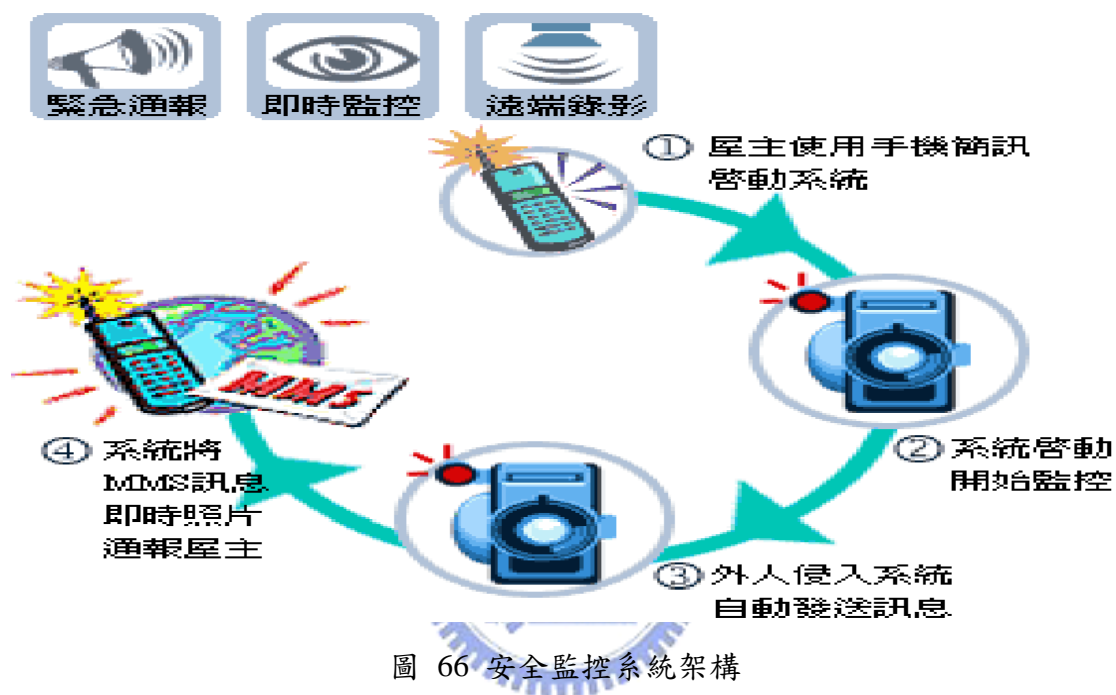 緊急通報
即時監控
遠端錄影
① 屋主使用手機簡訊
啓動系統
② 系統啓動
開始監控
③ 外人侵入系統
自動發送訊息
MMS
④ 系統將
MMS訊息
即時照片
通報屋主
圖 66 安全監控系統架構